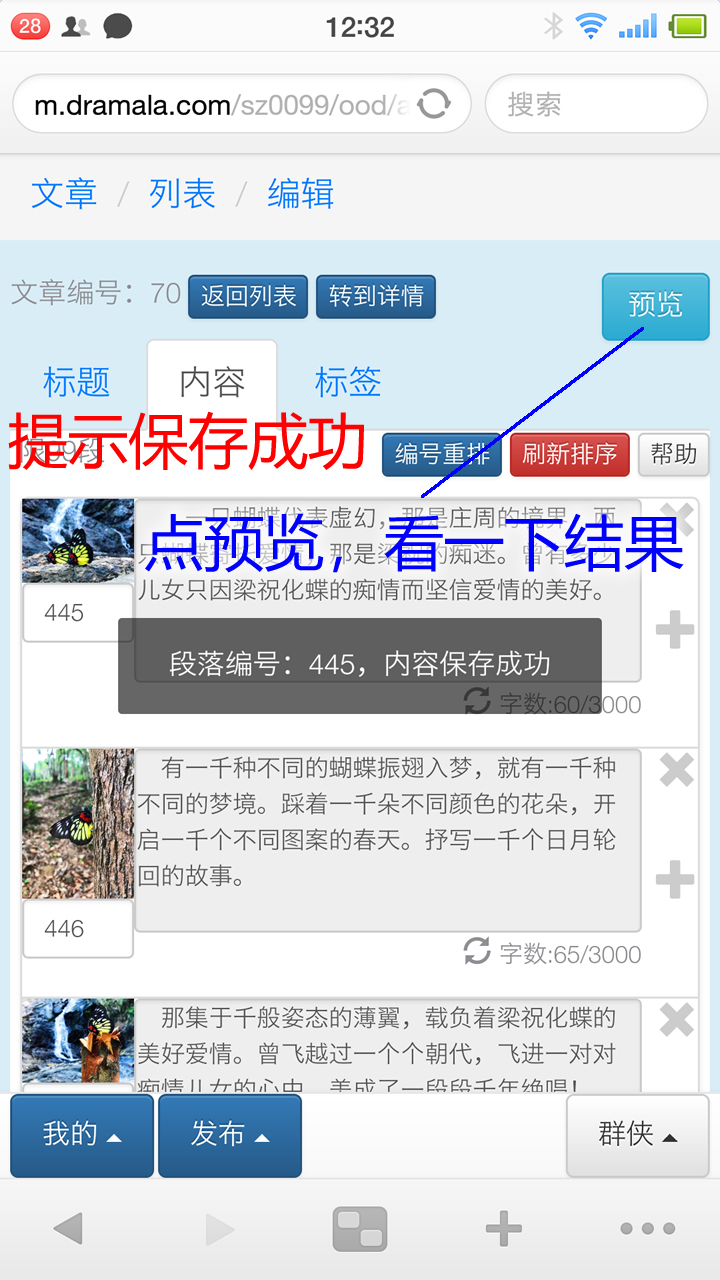 28
12:32
m.dramala.com/sz0099/ood/a
搜索
文章 / 列表 / 编辑
文章编号：70 返回列表 转到详情 预览
标题 内容 标签
提示保存成功
限99段 编号重排 刷新排序 帮助
点预览，看一下结果
一只蝴蝶代表虚幻，那是庄周的境界。两
只蝴蝶 爱情，那是梁祝的痴迷。曾有
儿女只因梁祝化蝶的痴情而坚信爱情的美好。
445
段落编号：445，内容保存成功
字数:60/3000
有一千种不同的蝴蝶振翅入梦，就有一千种
不同的梦境。踩着一千朵不同颜色的花朵，开
启一千个不同图案的春天。抒写一千个日月轮
回的故事。
446
字数:65/3000
那集于千般姿态的薄翼，载负着梁祝化蝶的
美好爱情。曾飞越过一个个朝代，飞进一对对
痴情儿女的心中，美成了一段段千年绝唱！
我的 发布 群侠